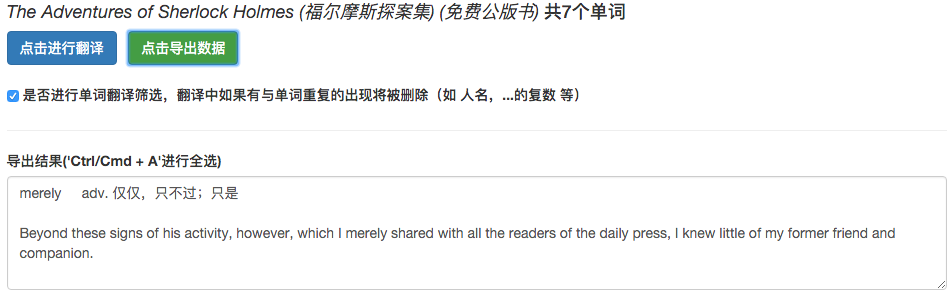 The Adventures of Sherlock Holmes (福尔摩斯探案集) (免费公版书) 共7个单词
点击进行翻译 点击导出数据
是否进行单词翻译筛选，翻译中如果有与单词重复的出现将被删除（如 人名，...的复数 等）
导出结果('Ctrl/Cmd + A'进行全选)
merely adv. 仅仅，只不过；只是
Beyond these signs of his activity, however, which I merely shared with all the readers of the daily press, I knew little of my former friend and
companion.